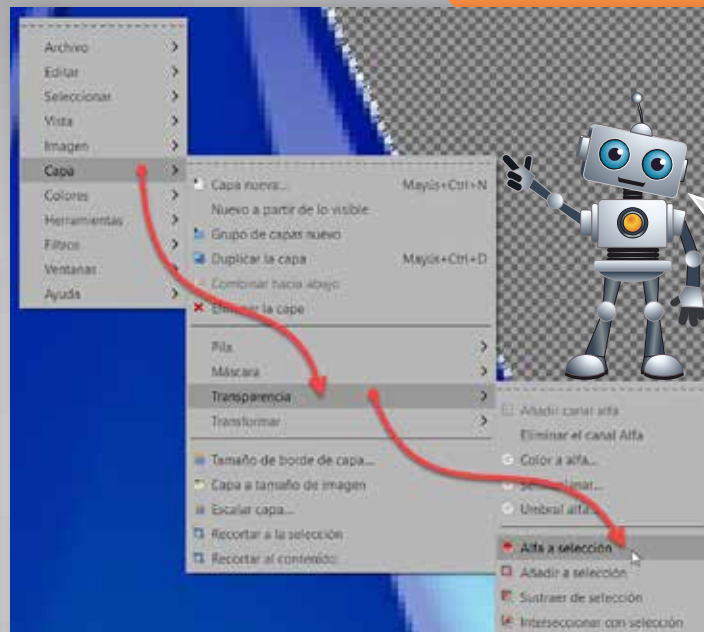 Archivo
Editar
Seleccionar
Vista
Imagen
Capa
Colores
Herramientas
Filtros
Ventanas
Ayuda
Capa nueva... Mayús+Ctrl+N
Nuevo a partir de lo visible
Grupo de capas nuevo
Duplicar la capa Mayús+Ctrl+D
Combinar hacia abajo
Eliminar la capa
Pila
Máscara
Transparencia
Transformar
Tamaño de borde de capa...
Capa a tamaño de imagen
Escalar capa...
Recortar a la selección
Recortar al contenido
Añadir canal alfa
Eliminar el canal Alfa
Color a alfa...
Umbral alfa...
Alfa a selección
Añadir a selección
Sustraer de selección
Interseccionar con selección